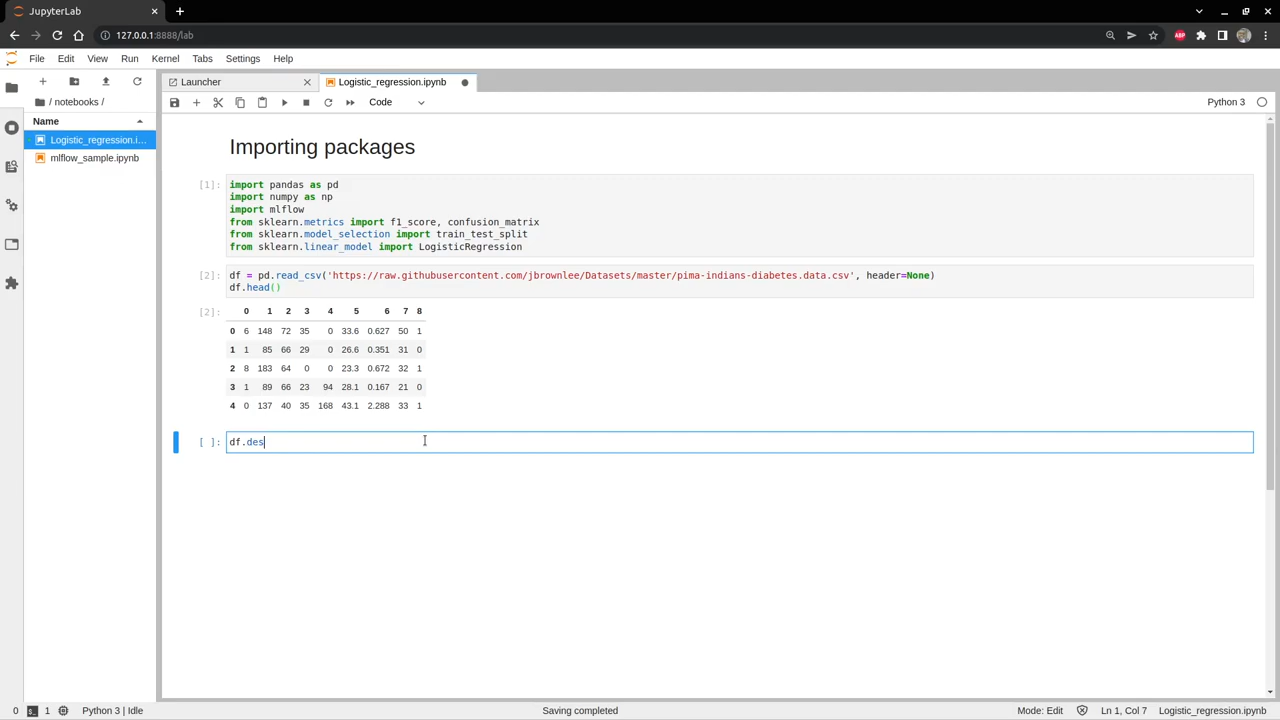 JupyterLab
127.0.0.1:8888/lab
ABP
File Edit View Run Kernel Tabs Settings Help
Launcher
Logistic_regression.ipynb
/ notebooks /
Code
Python 3
Name
Logistic_regression.i...
mlflow_sample.ipynb
Importing packages
[1]:
import pandas as pd
import numpy as np
import mlflow
from sklearn.metrics import f1_score, confusion_matrix
from sklearn.model_selection import train_test_split
from sklearn.linear_model import LogisticRegression
[2]:
df = pd.read_csv('https://raw.githubusercontent.com/jbrownlee/Datasets/master/pima-indians-diabetes.data.csv', header=None)
df.head()
[2]:
0 1 2 3 4 5 6 7 8
0 6 148 72 35 0 33.6 0.627 50 1
1 1 85 66 29 0 26.6 0.351 31 0
2 8 183 64 0 0 23.3 0.672 32 1
3 1 89 66 23 94 28.1 0.167 21 0
4 0 137 40 35 168 43.1 2.288 33 1
[ ]:
df.des
0 1 Python 3 | Idle
Saving completed
Mode: Edit
Ln 1, Col 7
Logistic_regression.ipynb